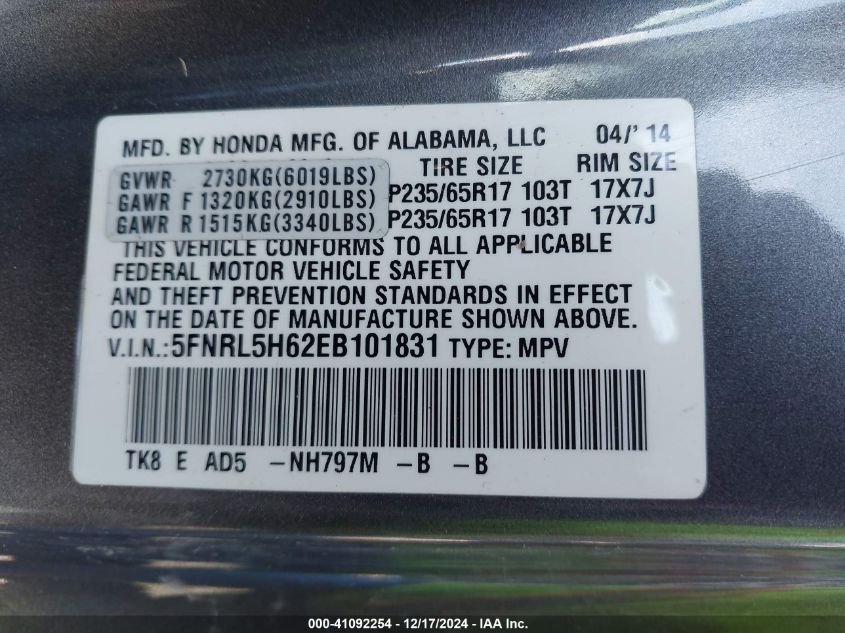 MFD. BY HONDA MFG. OF ALABAMA, LLC 04/' 14
TIRE SIZE RIM SIZE
GVWR 2730KG(6019LBS)
GAWR F 1320KG(2910LBS) P235/65R17 103T 17X7J
GAWR R 1515KG(3340LBS) P235/65R17 103T 17X7J
THIS VEHICLE CONFORMS TO ALL APPLICABLE
FEDERAL MOTOR VEHICLE SAFETY
AND THEFT PREVENTION STANDARDS IN EFFECT
ON THE DATE OF MANUFACTURE SHOWN ABOVE.
V.I.N.:5FNRL5H62EB101831 TYPE: MPV
TK8 E AD5 -NH797M -B -B
000-41092254 - 12/17/2024 - IAA Inc.